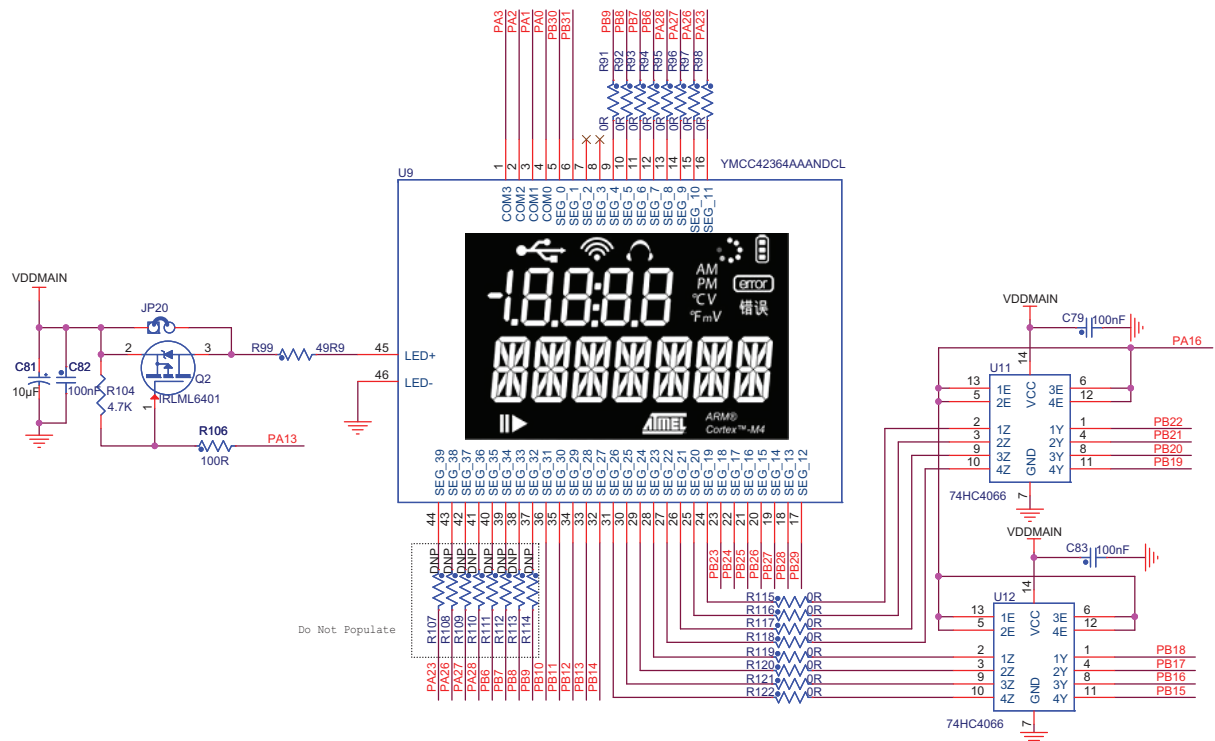 PA3
PA2
PA1
PA0
PB30
PB31
PB9
PB8
PB7
PB6
PA28
PA27
PA26
PA23
R91
R92
R93
R94
R95
R96
R97
R98
0R
0R
0R
0R
0R
0R
0R
0R
1
2
3
4
5
6
7
8
9
10
11
12
13
14
15
16
U9
YMCC42364AAANDCL
COM3
COM2
COM1
COM0
SEG_0
SEG_1
SEG_2
SEG_3
SEG_4
SEG_5
SEG_6
SEG_7
SEG_8
SEG_9
SEG_10
SEG_11
AM
PM
°C V
°F m V
error
错误
ATMEL
ARM®
Cortex™-M4
VDDMAIN
JP20
2
3
Q2
IRLML6401
1
C81
10µF
C82
100nF
R104
4.7K
R106
100R
PA13
R99
49R9
45
LED+
46
LED-
SEG_39
SEG_38
SEG_37
SEG_36
SEG_35
SEG_34
SEG_33
SEG_32
SEG_31
SEG_30
SEG_29
SEG_28
SEG_27
SEG_26
SEG_25
SEG_24
SEG_23
SEG_22
SEG_21
SEG_20
SEG_19
SEG_18
SEG_17
SEG_16
SEG_15
SEG_14
SEG_13
SEG_12
44
43
42
41
40
39
38
37
36
35
34
33
32
31
30
29
28
27
26
25
24
23
22
21
20
19
18
17
DNP
DNP
DNP
DNP
DNP
DNP
DNP
DNP
R107
R108
R109
R110
R111
R112
R113
R114
Do Not Populate
PA23
PA26
PA27
PA28
PB6
PB7
PB8
PB9
PB10
PB11
PB12
PB13
PB14
PB23
PB24
PB25
PB26
PB27
PB28
PB29
R115 0R
R116 0R
R117 0R
R118 0R
R119 0R
R120 0R
R121 0R
R122 0R
VDDMAIN
C79 100nF
PA16
U11
14
VCC
13 1E
5 2E
3E 6
4E 12
2 1Z
3 2Z
9 3Z
10 4Z
1Y 1 PB22
2Y 4 PB21
3Y 8 PB20
4Y 11 PB19
GND
7
74HC4066
VDDMAIN
C83 100nF
U12
14
VCC
13 1E
5 2E
3E 6
4E 12
2 1Z
3 2Z
9 3Z
10 4Z
1Y 1 PB18
2Y 4 PB17
3Y 8 PB16
4Y 11 PB15
GND
7
74HC4066